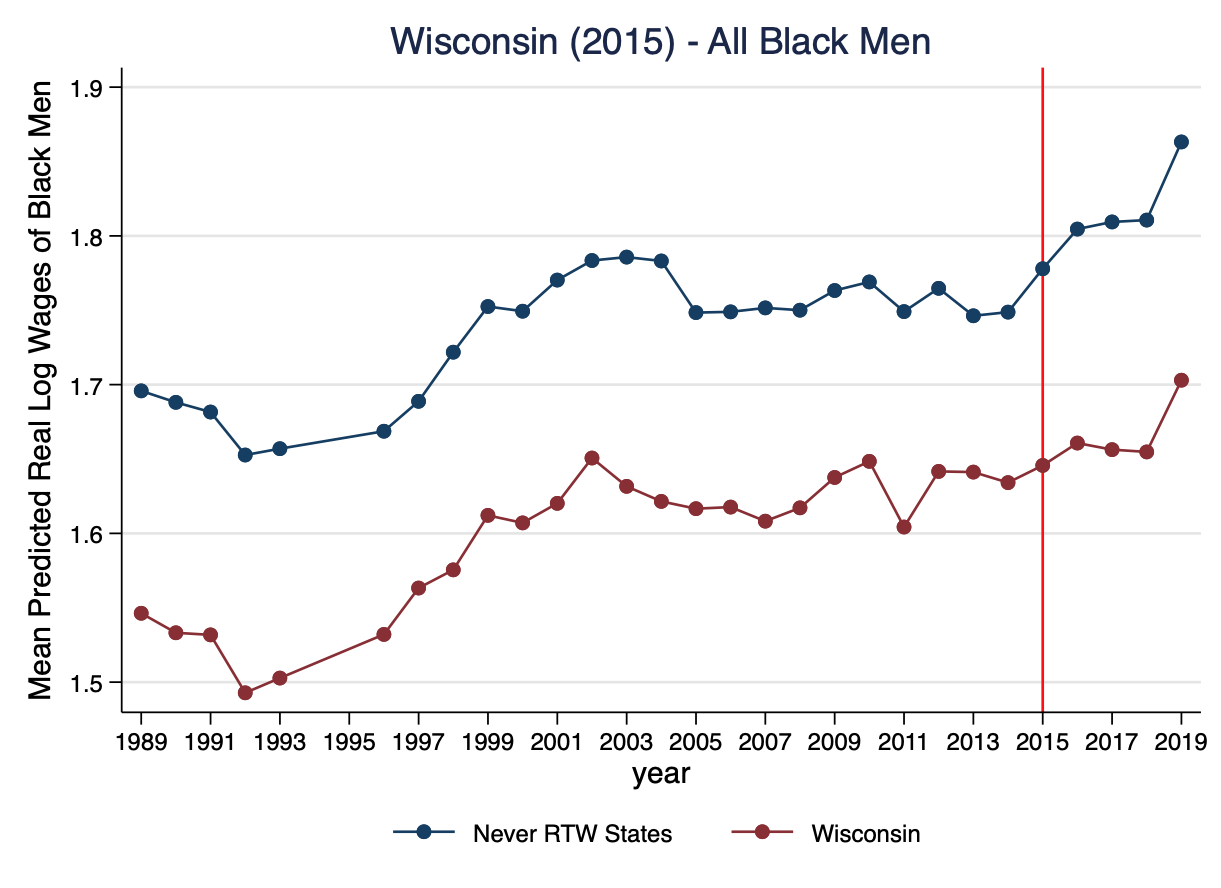 Wisconsin (2015) - All Black Men
Mean Predicted Real Log Wages of Black Men
1.9
1.8
1.7
1.6
1.5
1989 1991 1993 1995 1997 1999 2001 2003 2005 2007 2009 2011 2013 2015 2017 2019
year
Never RTW States Wisconsin